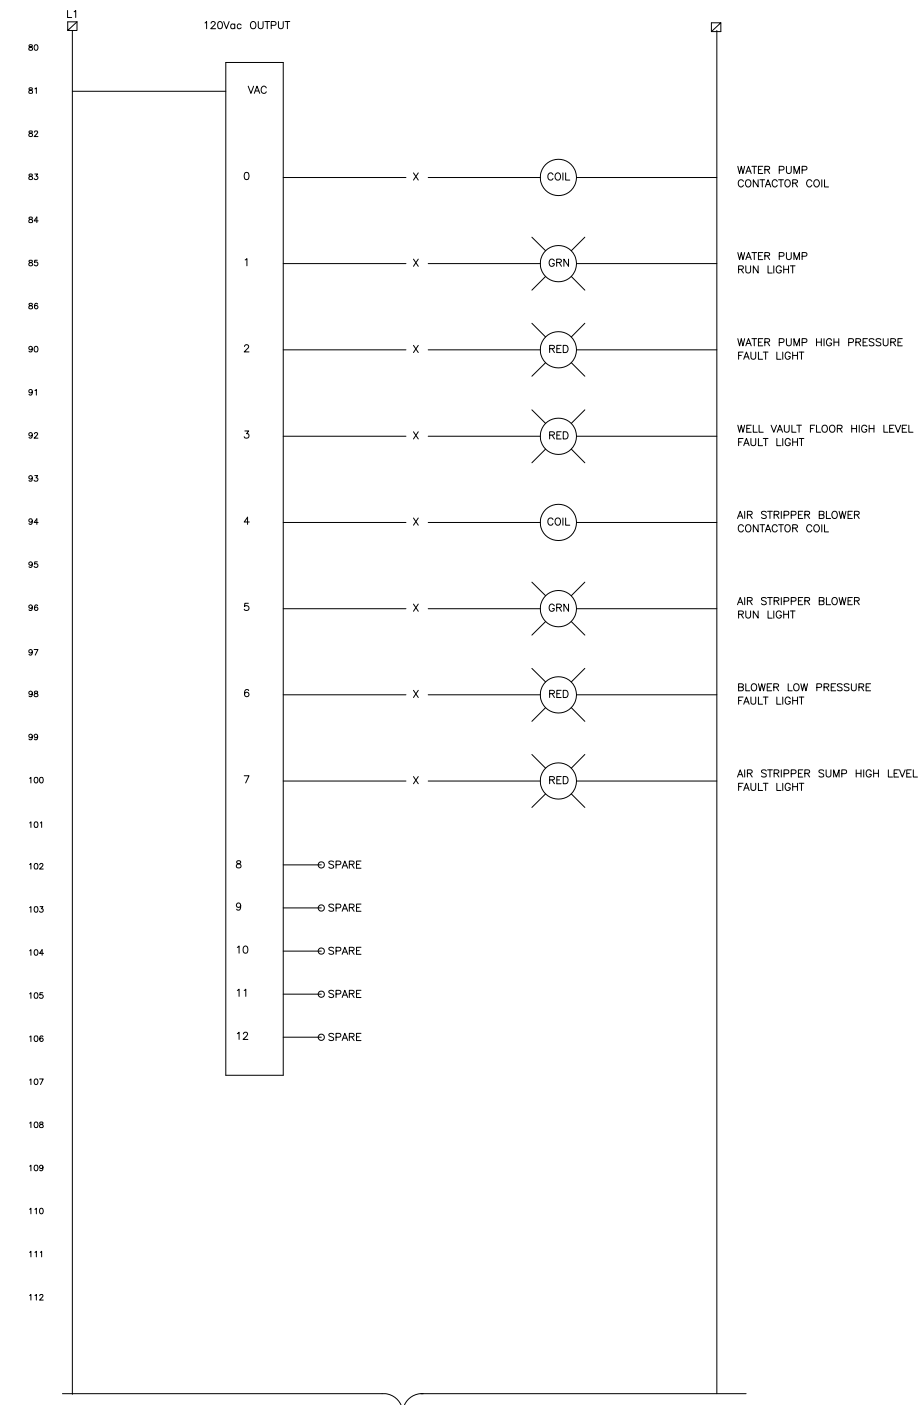 L1
120Vac OUTPUT
80
81
VAC
82
83
0
X
COIL
WATER PUMP
CONTACTOR COIL
84
85
1
X
GRN
WATER PUMP
RUN LIGHT
86
90
2
X
RED
WATER PUMP HIGH PRESSURE
FAULT LIGHT
91
92
3
X
RED
WELL VAULT FLOOR HIGH LEVEL
FAULT LIGHT
93
94
4
X
COIL
AIR STRIPPER BLOWER
CONTACTOR COIL
95
96
5
X
GRN
AIR STRIPPER BLOWER
RUN LIGHT
97
98
6
X
RED
BLOWER LOW PRESSURE
FAULT LIGHT
99
100
7
X
RED
AIR STRIPPER SUMP HIGH LEVEL
FAULT LIGHT
101
102
8
SPARE
103
9
SPARE
104
10
SPARE
105
11
SPARE
106
12
SPARE
107
108
109
110
111
112